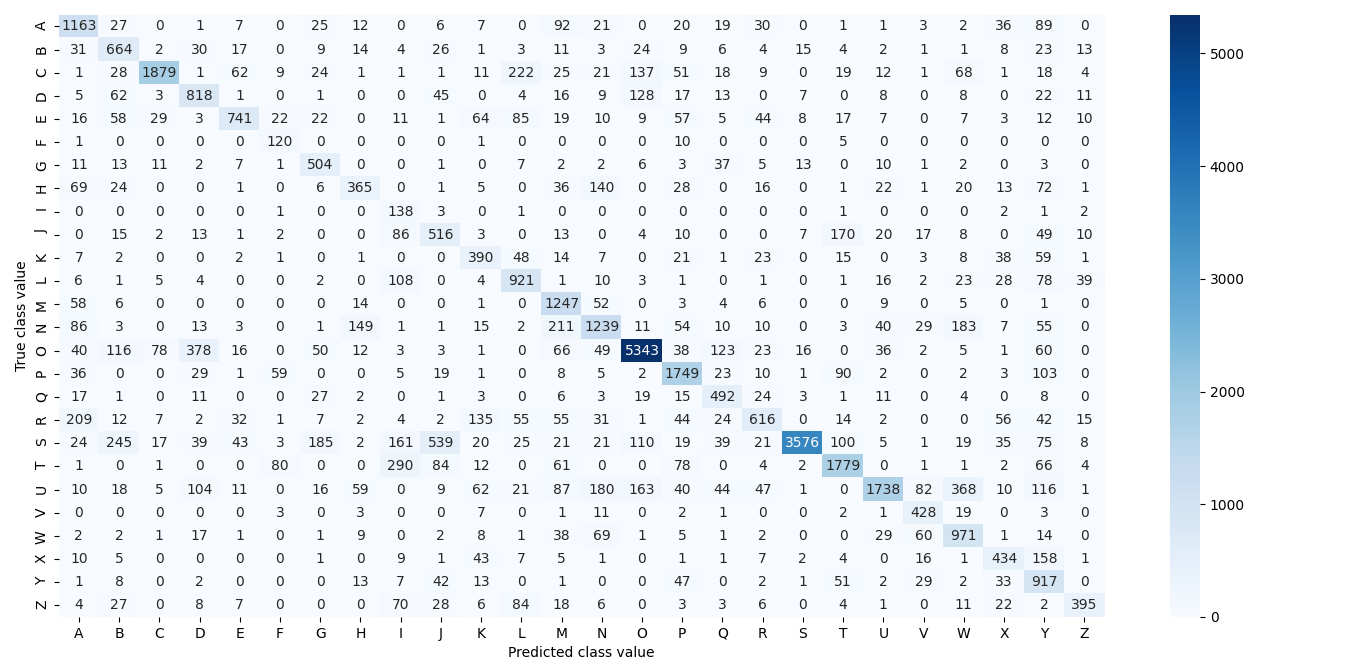 A 1163 27 0 1 7 0 25 12 0 6 7 0 92 21 0 20 19 30 0 1 1 3 2 36 89 0
B 31 664 2 30 17 0 9 14 4 26 1 3 11 3 24 9 6 4 15 4 2 1 1 8 23 13
C 1 28 1879 1 62 9 24 1 1 1 11 222 25 21 137 51 18 9 0 19 12 1 68 1 18 4
D 5 62 3 818 1 0 1 0 0 45 0 4 16 9 128 17 13 0 7 0 8 0 8 0 22 11
E 16 58 29 3 741 22 22 0 11 1 64 85 19 10 9 57 5 44 8 17 7 0 7 3 12 10
F 1 0 0 0 0 120 0 0 0 0 1 0 0 0 0 10 0 0 0 5 0 0 0 0 0 0
G 11 13 11 2 7 1 504 0 0 1 0 7 2 2 6 3 37 5 13 0 10 1 2 0 3 0
H 69 24 0 0 1 0 6 365 0 1 5 0 36 140 0 28 0 16 0 1 22 1 20 13 72 1
I 0 0 0 0 0 1 0 0 138 3 0 1 0 0 0 0 0 0 0 1 0 0 0 2 1 2
J 0 15 2 13 1 2 0 0 86 516 3 0 13 0 4 10 0 0 7 170 20 17 8 0 49 10
K 7 2 0 0 2 1 0 1 0 0 390 48 14 7 0 21 1 23 0 15 0 3 8 38 59 1
L 6 1 5 4 0 0 2 0 108 0 4 921 1 10 3 1 0 1 0 1 16 2 23 28 78 39
M 58 6 0 0 0 0 0 14 0 0 1 0 1247 52 0 3 4 6 0 0 9 0 5 0 1 0
N 86 3 0 13 3 0 1 149 1 1 15 2 211 1239 11 54 10 10 0 3 40 29 183 7 55 0
O 40 116 78 378 16 0 50 12 3 3 1 0 66 49 5343 38 123 23 16 0 36 2 5 1 60 0
P 36 0 0 29 1 59 0 0 5 19 1 0 8 5 2 1749 23 10 1 90 2 0 2 3 103 0
Q 17 1 0 11 0 0 27 2 0 1 3 0 6 3 19 15 492 24 3 1 11 0 4 0 8 0
R 209 12 7 2 32 1 7 2 4 2 135 55 55 31 1 44 24 616 0 14 2 0 0 56 42 15
S 24 245 17 39 43 3 185 2 161 539 20 25 21 21 110 19 39 21 3576 100 5 1 19 35 75 8
T 1 0 1 0 0 80 0 0 290 84 12 0 61 0 0 78 0 4 2 1779 0 1 1 2 66 4
U 10 18 5 104 11 0 16 59 0 9 62 21 87 180 163 40 44 47 1 0 1738 82 368 10 116 1
V 0 0 0 0 0 3 0 3 0 0 7 0 1 11 0 2 1 0 0 2 1 428 19 0 3 0
W 2 2 1 17 1 0 1 9 0 2 8 1 38 69 1 5 1 2 0 0 29 60 971 1 14 0
X 10 5 0 0 0 0 1 0 9 1 43 7 5 1 0 1 1 7 2 4 0 16 1 434 158 1
Y 1 8 0 2 0 0 0 13 7 42 13 0 1 0 0 47 0 2 1 51 2 29 2 33 917 0
Z 4 27 0 8 7 0 0 0 70 28 6 84 18 6 0 3 3 6 0 4 1 0 11 22 2 395
A B C D E F G H I J K L M N O P Q R S T U V W X Y Z
Predicted class value
True class value
5000
4000
3000
2000
1000
0